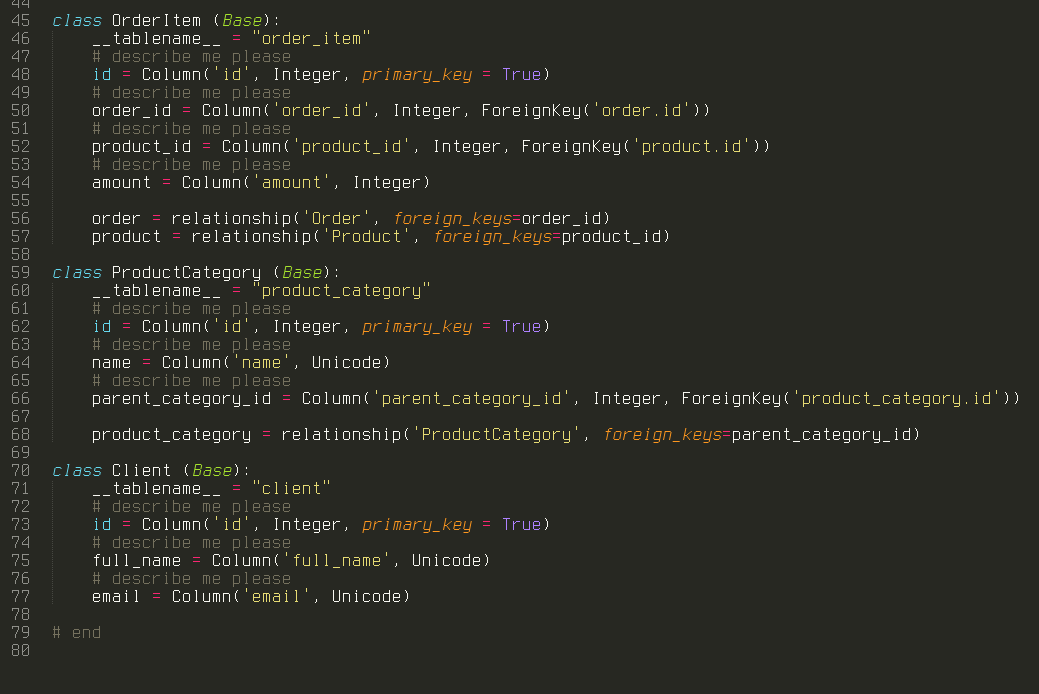 44
45 class OrderItem (Base):
46     __tablename__ = "order_item"
47     # describe me please
48     id = Column('id', Integer, primary_key = True)
49     # describe me please
50     order_id = Column('order_id', Integer, ForeignKey('order.id'))
51     # describe me please
52     product_id = Column('product_id', Integer, ForeignKey('product.id'))
53     # describe me please
54     amount = Column('amount', Integer)
55
56     order = relationship('Order', foreign_keys=order_id)
57     product = relationship('Product', foreign_keys=product_id)
58
59 class ProductCategory (Base):
60     __tablename__ = "product_category"
61     # describe me please
62     id = Column('id', Integer, primary_key = True)
63     # describe me please
64     name = Column('name', Unicode)
65     # describe me please
66     parent_category_id = Column('parent_category_id', Integer, ForeignKey('product_category.id'))
67
68     product_category = relationship('ProductCategory', foreign_keys=parent_category_id)
69
70 class Client (Base):
71     __tablename__ = "client"
72     # describe me please
73     id = Column('id', Integer, primary_key = True)
74     # describe me please
75     full_name = Column('full_name', Unicode)
76     # describe me please
77     email = Column('email', Unicode)
78
79 # end
80